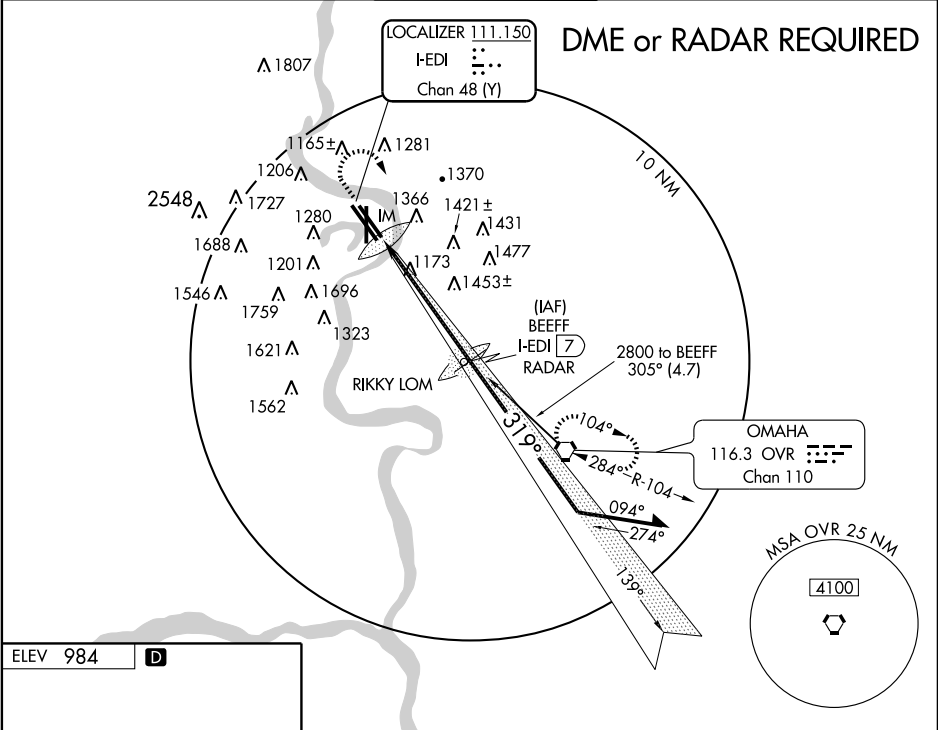 LOCALIZER 111.150
I-EDI
Chan 48 (Y)
DME or RADAR REQUIRED
1807
1165±
1281
10 NM
1206
1370
2548
1727
1366
1421±
IM
1280
1431
1688
1201
1173
1477
1453±
1546
1759
1696
1323
(IAF)
BEEFF
I-EDI 7
RADAR
1621
RIKKY LOM
2800 to BEEFF
305° (4.7)
1562
319°
104°
OMAHA
116.3 OVR
Chan 110
284°
R-104
094°
274°
MSA OVR 25 NM
139°
4100
ELEV 984
D